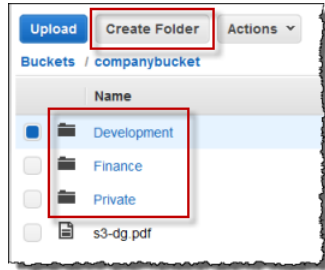 Upload Create Folder Actions
Buckets / companybucket
Name
Development
Finance
Private
s3-dg.pdf